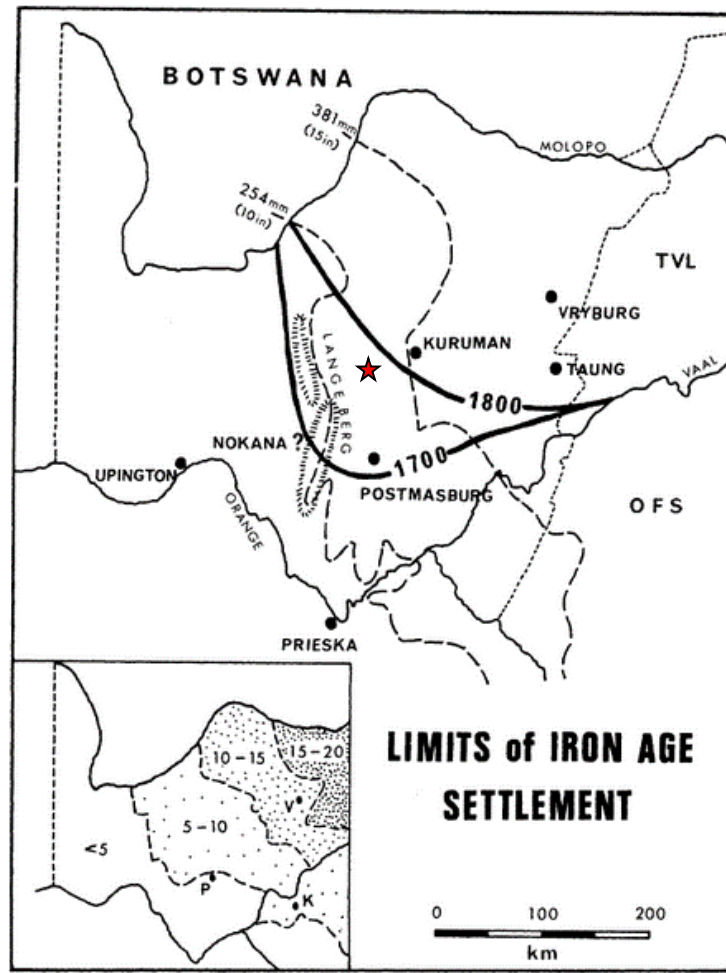 BOTSWANA
381mm
(15in)
MOLOPO
254mm
(10in)
TVL
VRYBURG
KURUMAN
LANGEBERG
TAUNG
VAAL
1800
NOKANA ?
1700
UPINGTON
POSTMASBURG
OFS
ORANGE
PRIESKA
10-15
15-20
V
5-10
<5
P
K
LIMITS of IRON AGE
SETTLEMENT
0 100 200
km